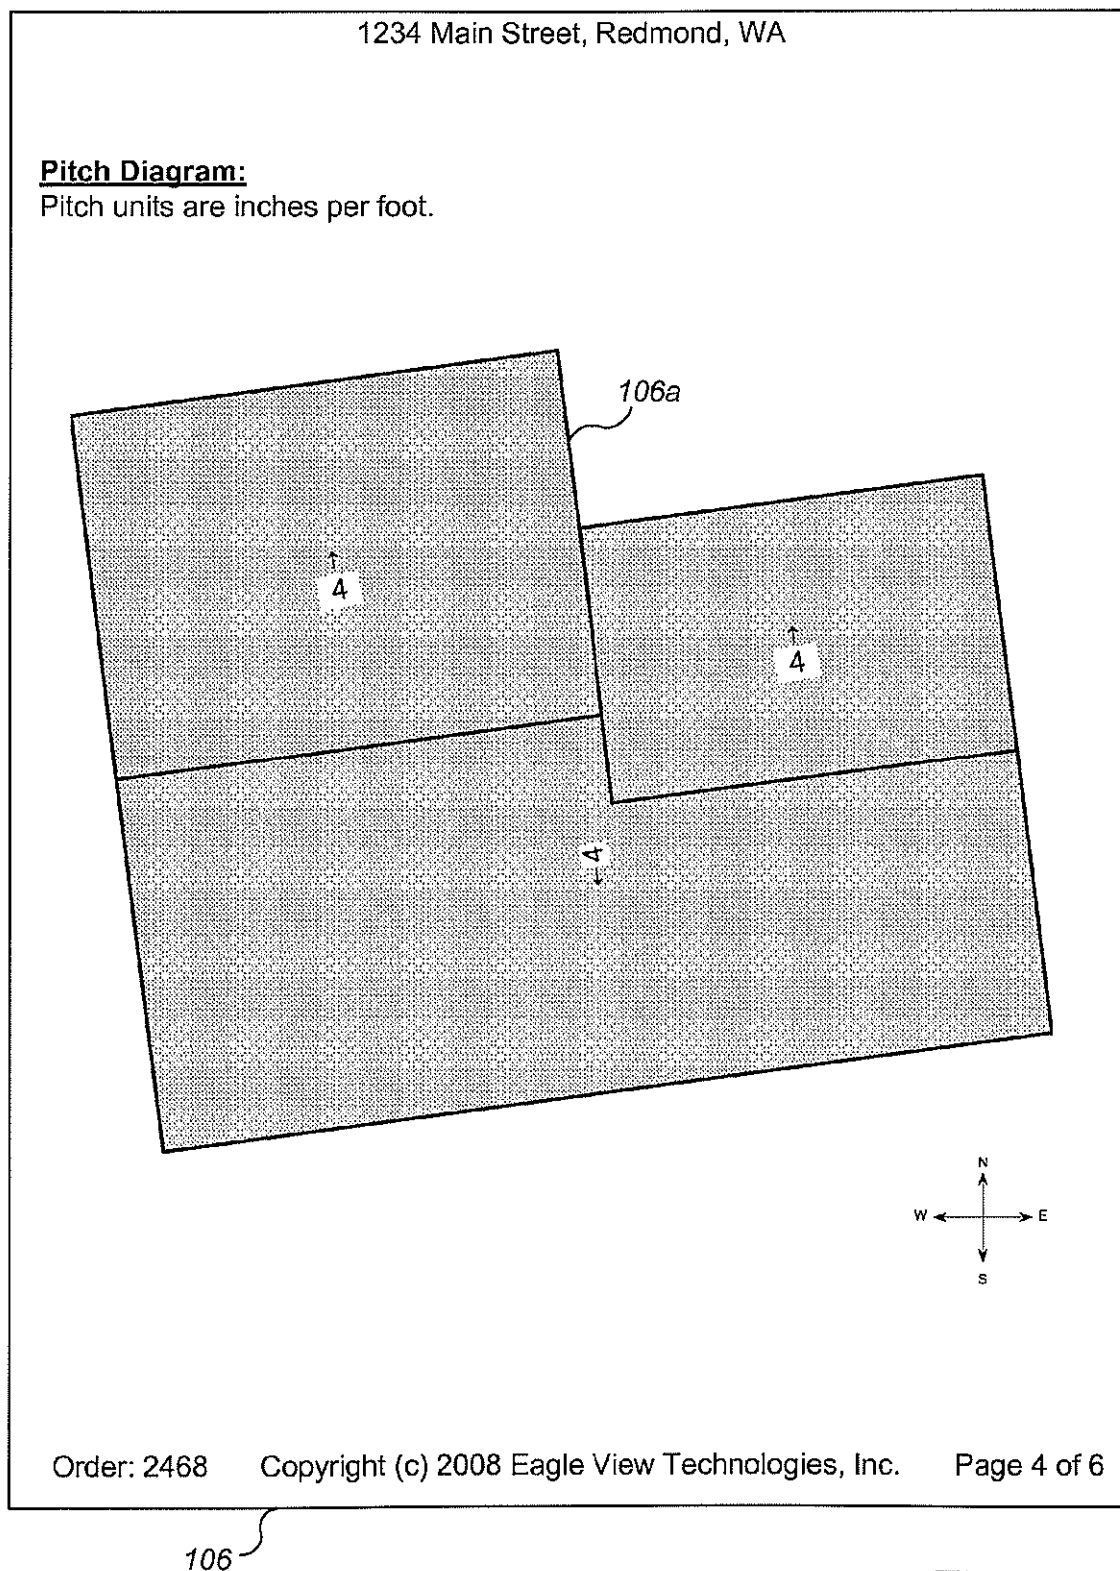 1234 Main Street, Redmond, WA
Pitch Diagram:
Pitch units are inches per foot.
106a
4
4
4
N
W E
S
Order: 2468 Copyright (c) 2008 Eagle View Technologies, Inc. Page 4 of 6
106